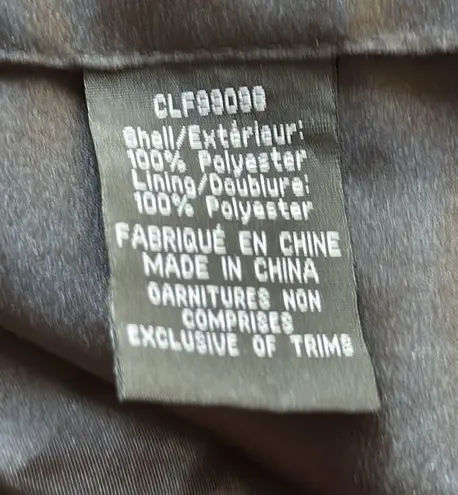 CLF99099
Shell/Extérieur:
100% Polyester
Lining/Doublure:
100% Polyester
FABRIQUÉ EN CHINE
MADE IN CHINA
GARNITURES NON
COMPRISES
EXCLUSIVE OF TRIMS